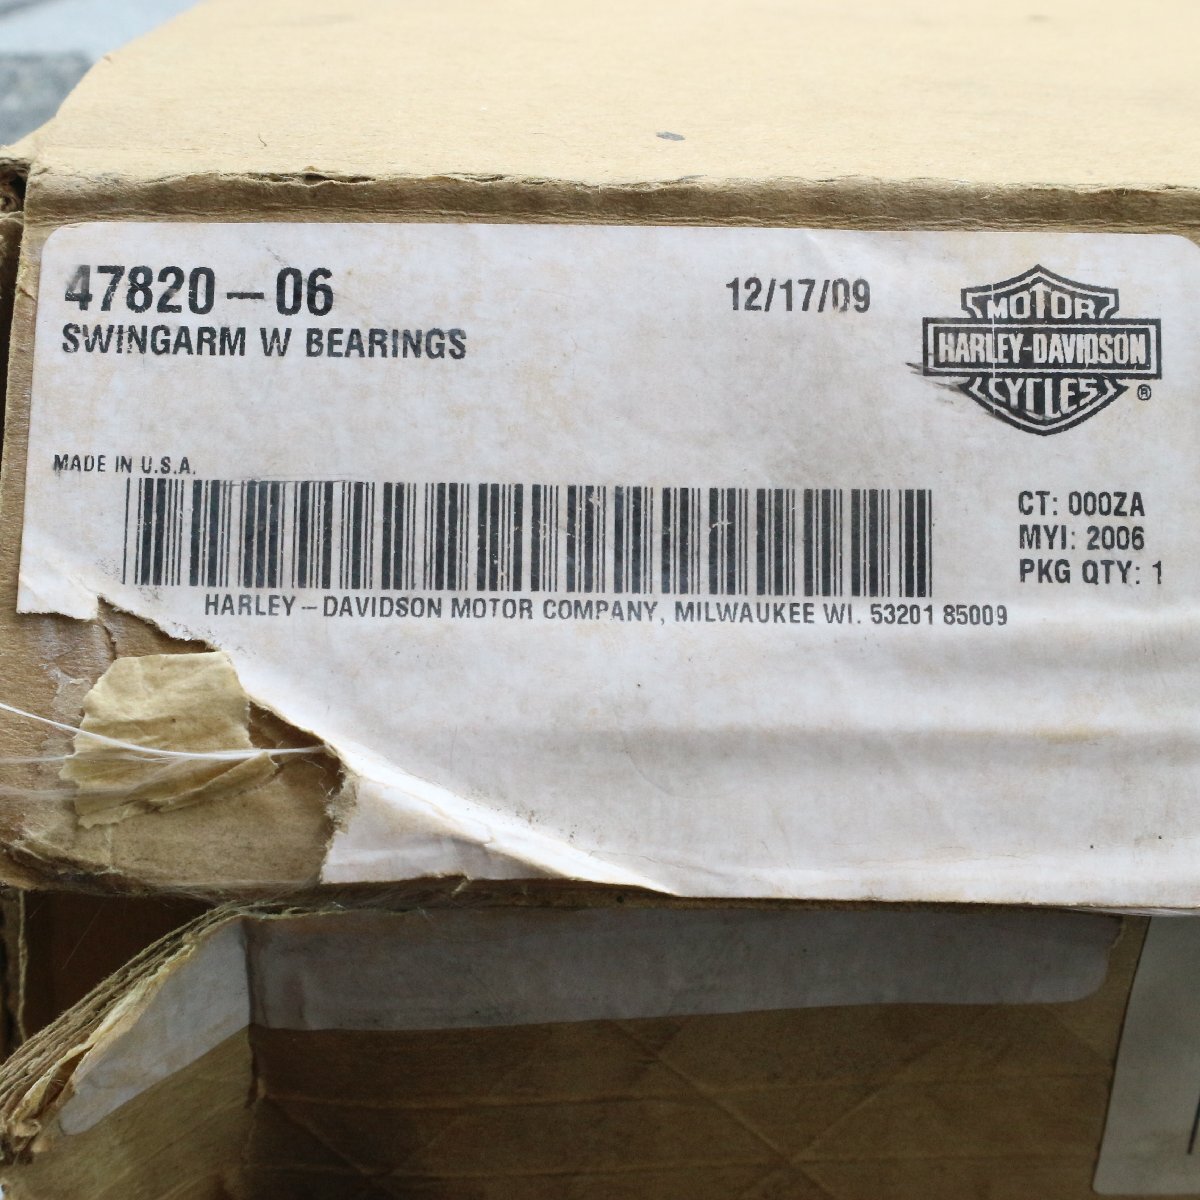 47820-06
12/17/09
SWINGARM W BEARINGS
MOTOR
HARLEY-DAVIDSON
CYCLES
®
MADE IN U.S.A.
CT: 000ZA
MYI: 2006
PKG QTY: 1
HARLEY-DAVIDSON MOTOR COMPANY, MILWAUKEE WI. 53201 85009